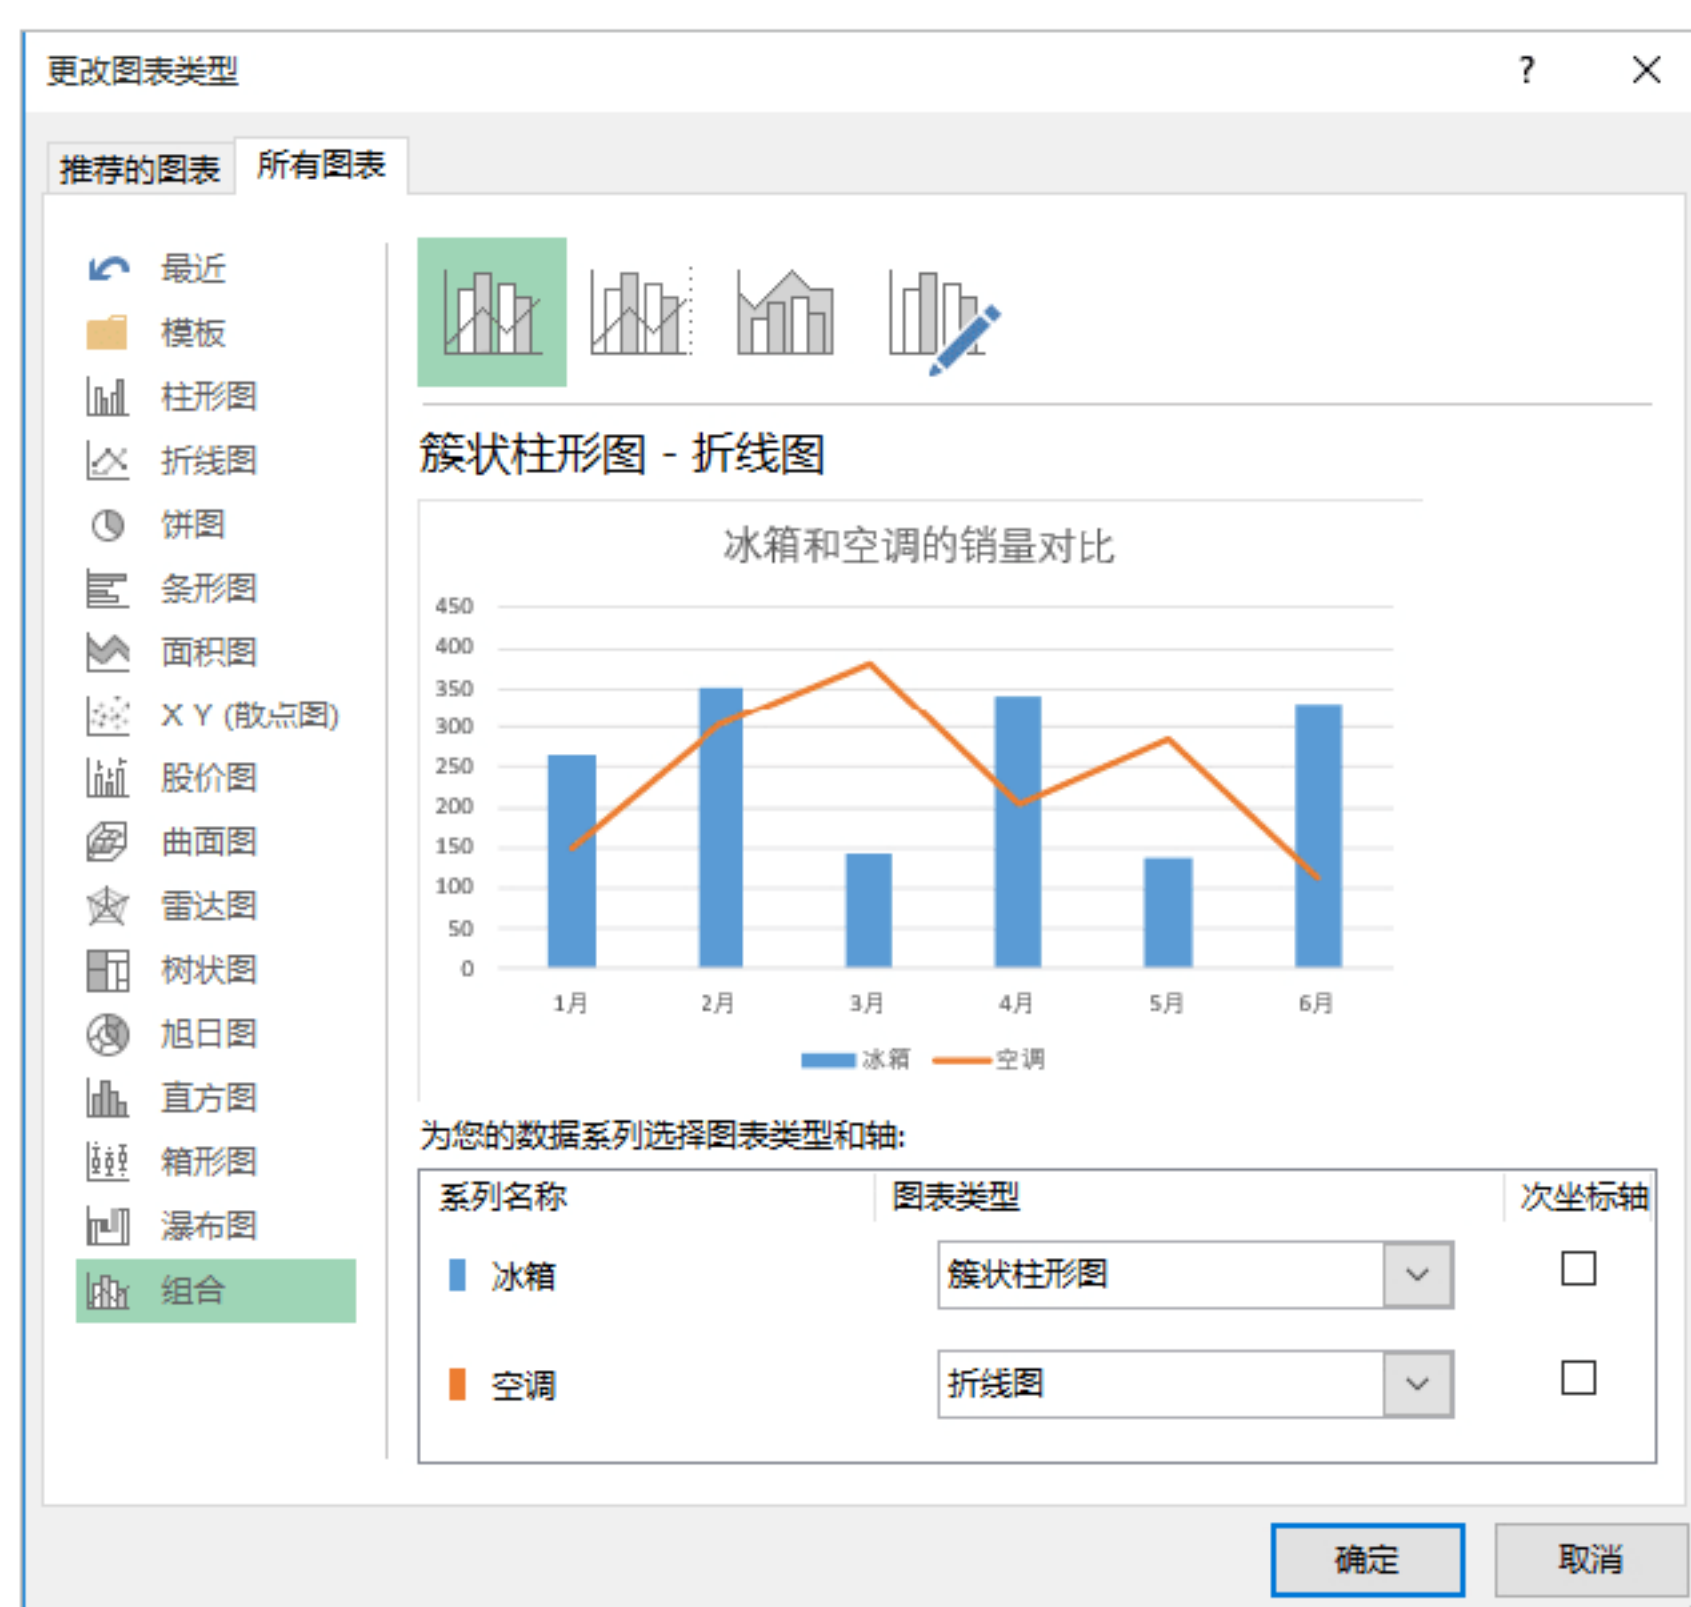 更改图表类型
?
推荐的图表
所有图表
最近
模板
柱形图
折线图
饼图
条形图
面积图
X Y (散点图)
股价图
曲面图
雷达图
树状图
旭日图
直方图
箱形图
瀑布图
组合
簇状柱形图 - 折线图
冰箱和空调的销量对比
450
400
350
300
250
200
150
100
50
0
1月 2月 3月 4月 5月 6月
冰箱 空调
为您的数据系列选择图表类型和轴:
系列名称 图表类型 次坐标轴
冰箱 簇状柱形图
空调 折线图
确定 取消